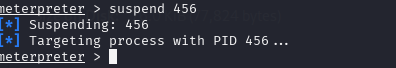 meterpreter > suspend 456
[*] Suspending: 456
[*] Targeting process with PID 456...
meterpreter >